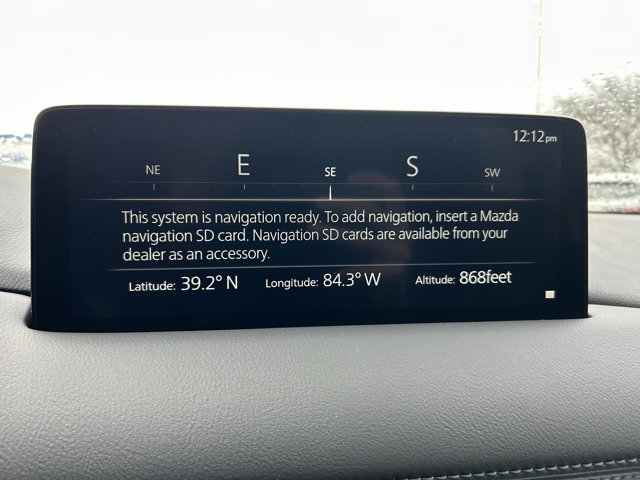 12:12pm
NE E SE S SW
This system is navigation ready. To add navigation, insert a Mazda
navigation SD card. Navigation SD cards are available from your
dealer as an accessory.
Latitude: 39.2° N Longitude: 84.3° W Altitude: 868feet